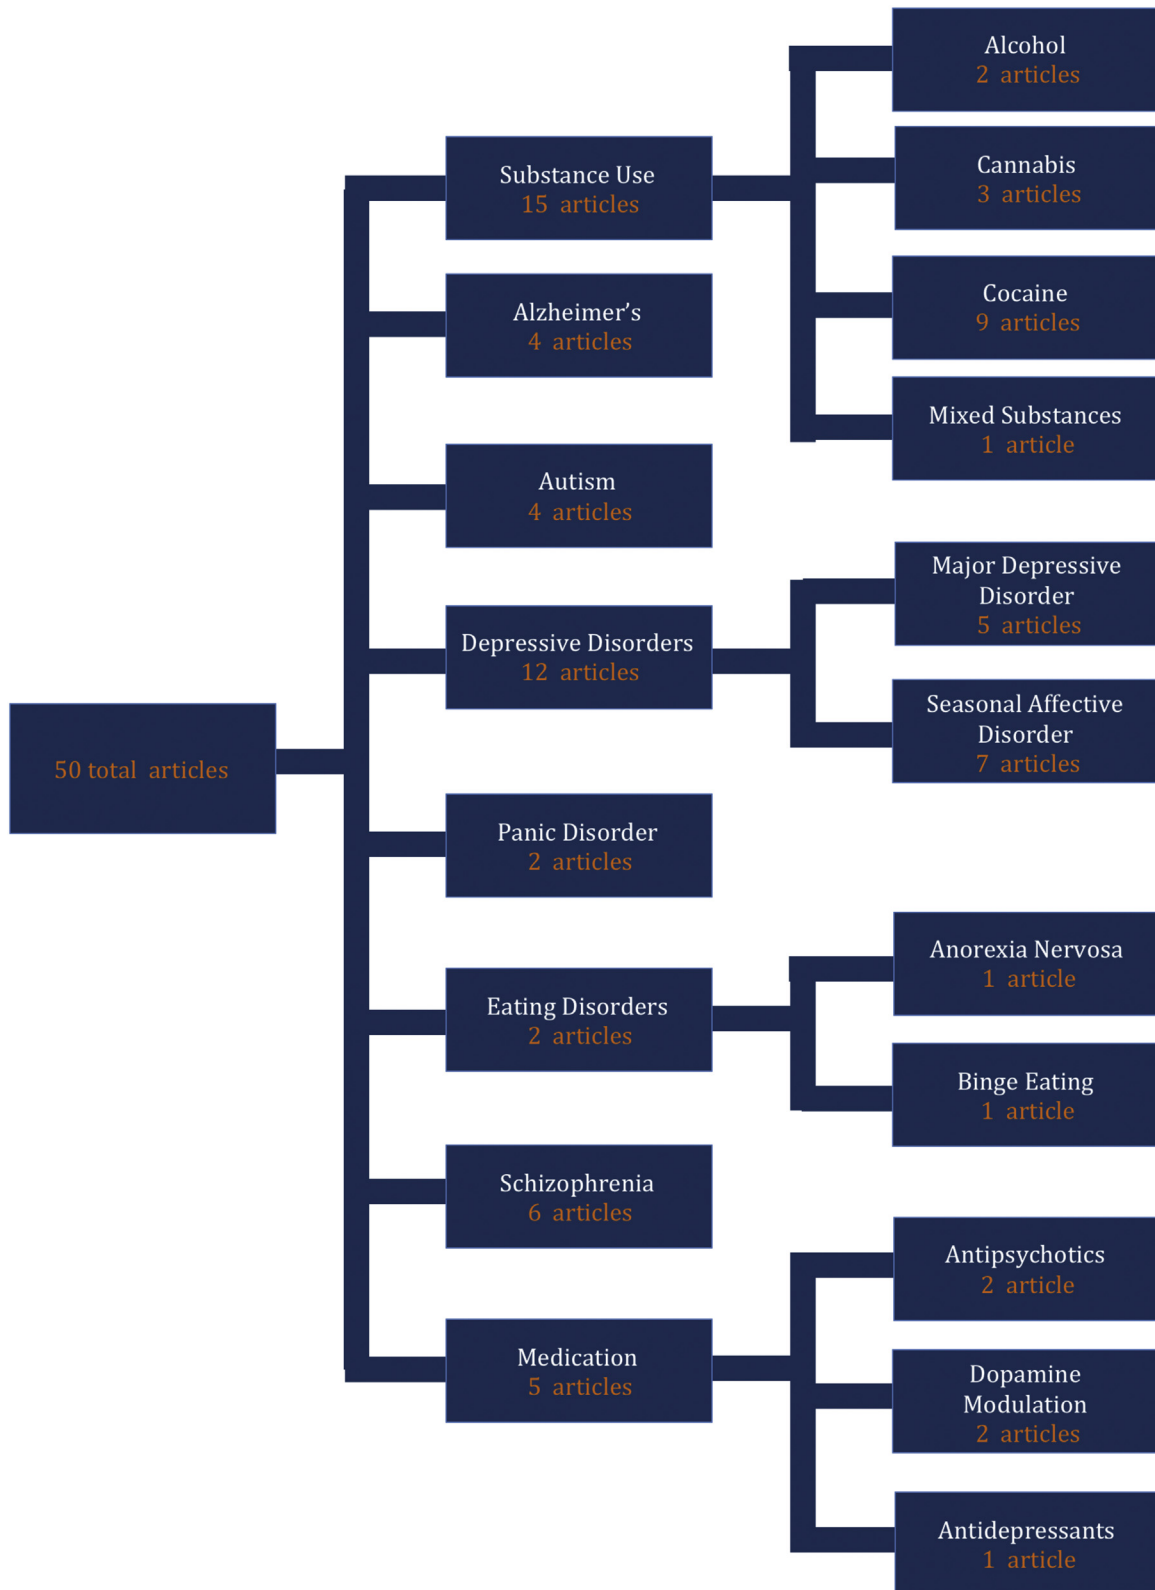 50 total articles
Substance Use
15 articles
Alcohol
2 articles
Cannabis
3 articles
Cocaine
9 articles
Mixed Substances
1 article
Alzheimer’s
4 articles
Autism
4 articles
Depressive Disorders
12 articles
Major Depressive
Disorder
5 articles
Seasonal Affective
Disorder
7 articles
Panic Disorder
2 articles
Eating Disorders
2 articles
Anorexia Nervosa
1 article
Binge Eating
1 article
Schizophrenia
6 articles
Medication
5 articles
Antipsychotics
2 article
Dopamine
Modulation
2 articles
Antidepressants
1 article